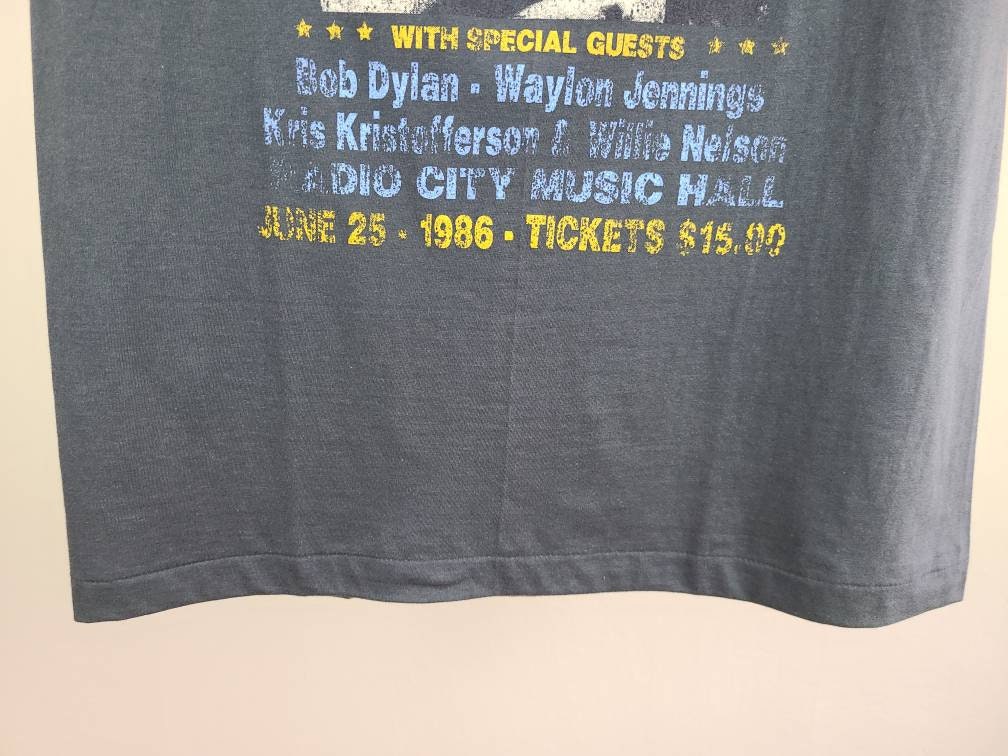 ★ ★ ★ WITH SPECIAL GUESTS ★ ★ ★
Bob Dylan · Waylon Jennings
Kris Kristofferson & Willie Nelson
RADIO CITY MUSIC HALL
JUNE 25 · 1986 · TICKETS $15.00